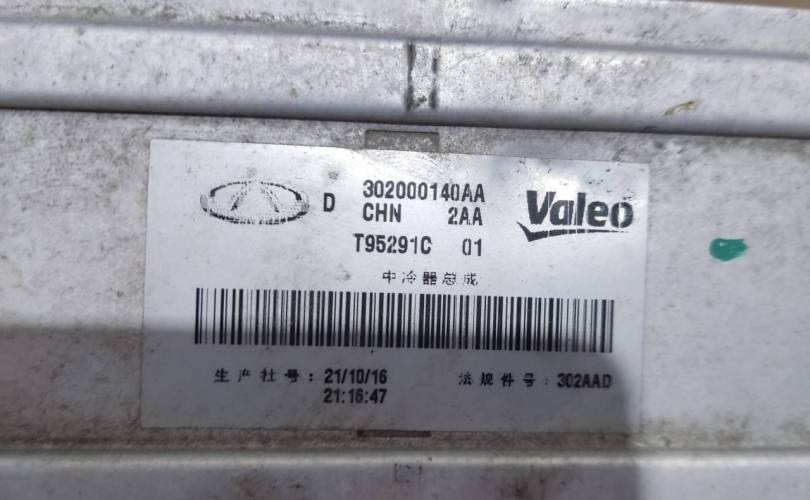 D 302000140AA
CHN 2AA
Valeo
T95291C 01
中冷器总成
生产批号: 21/10/16
21:16:47
法规件号: 302AAD